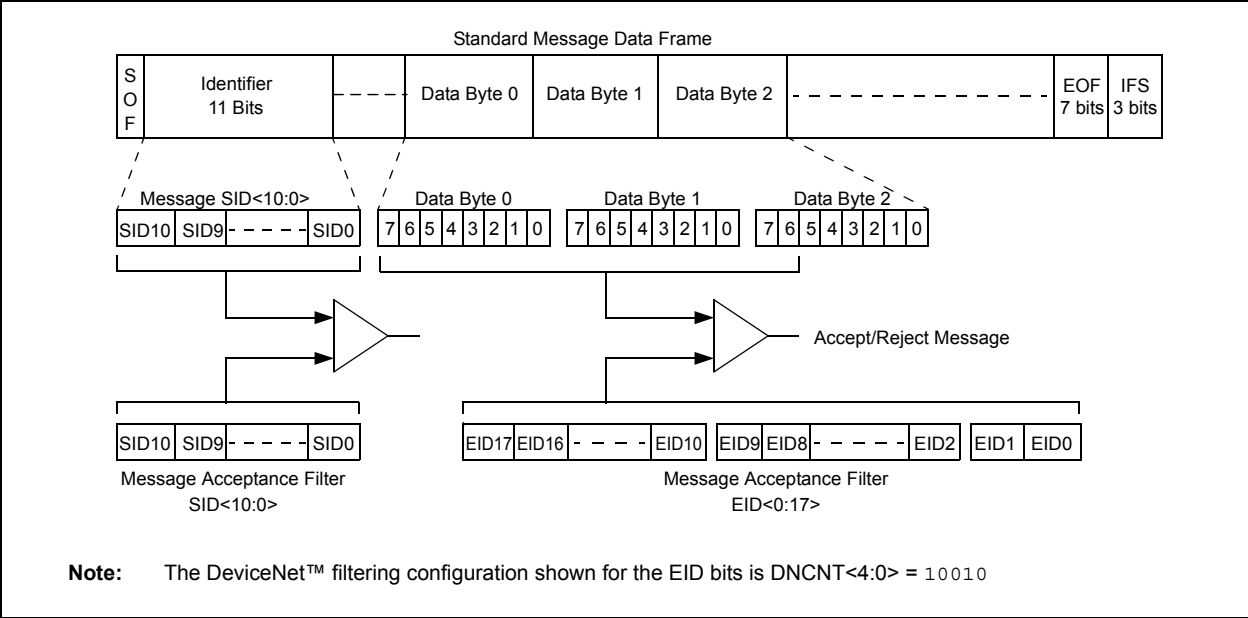 Standard Message Data Frame
S O F
Identifier 11 Bits
Data Byte 0
Data Byte 1
Data Byte 2
EOF 7 bits
IFS 3 bits
Message SID<10:0>
Data Byte 0
Data Byte 1
Data Byte 2
SID10 SID9 SID0
7 6 5 4 3 2 1 0
7 6 5 4 3 2 1 0
7 6 5 4 3 2 1 0
Accept/Reject Message
SID10 SID9 SID0
EID17 EID16 EID10
EID9 EID8 EID2
EID1 EID0
Message Acceptance Filter
SID<10:0>
Message Acceptance Filter
EID<0:17>
Note: The DeviceNet™ filtering configuration shown for the EID bits is DNCNT<4:0> = 10010